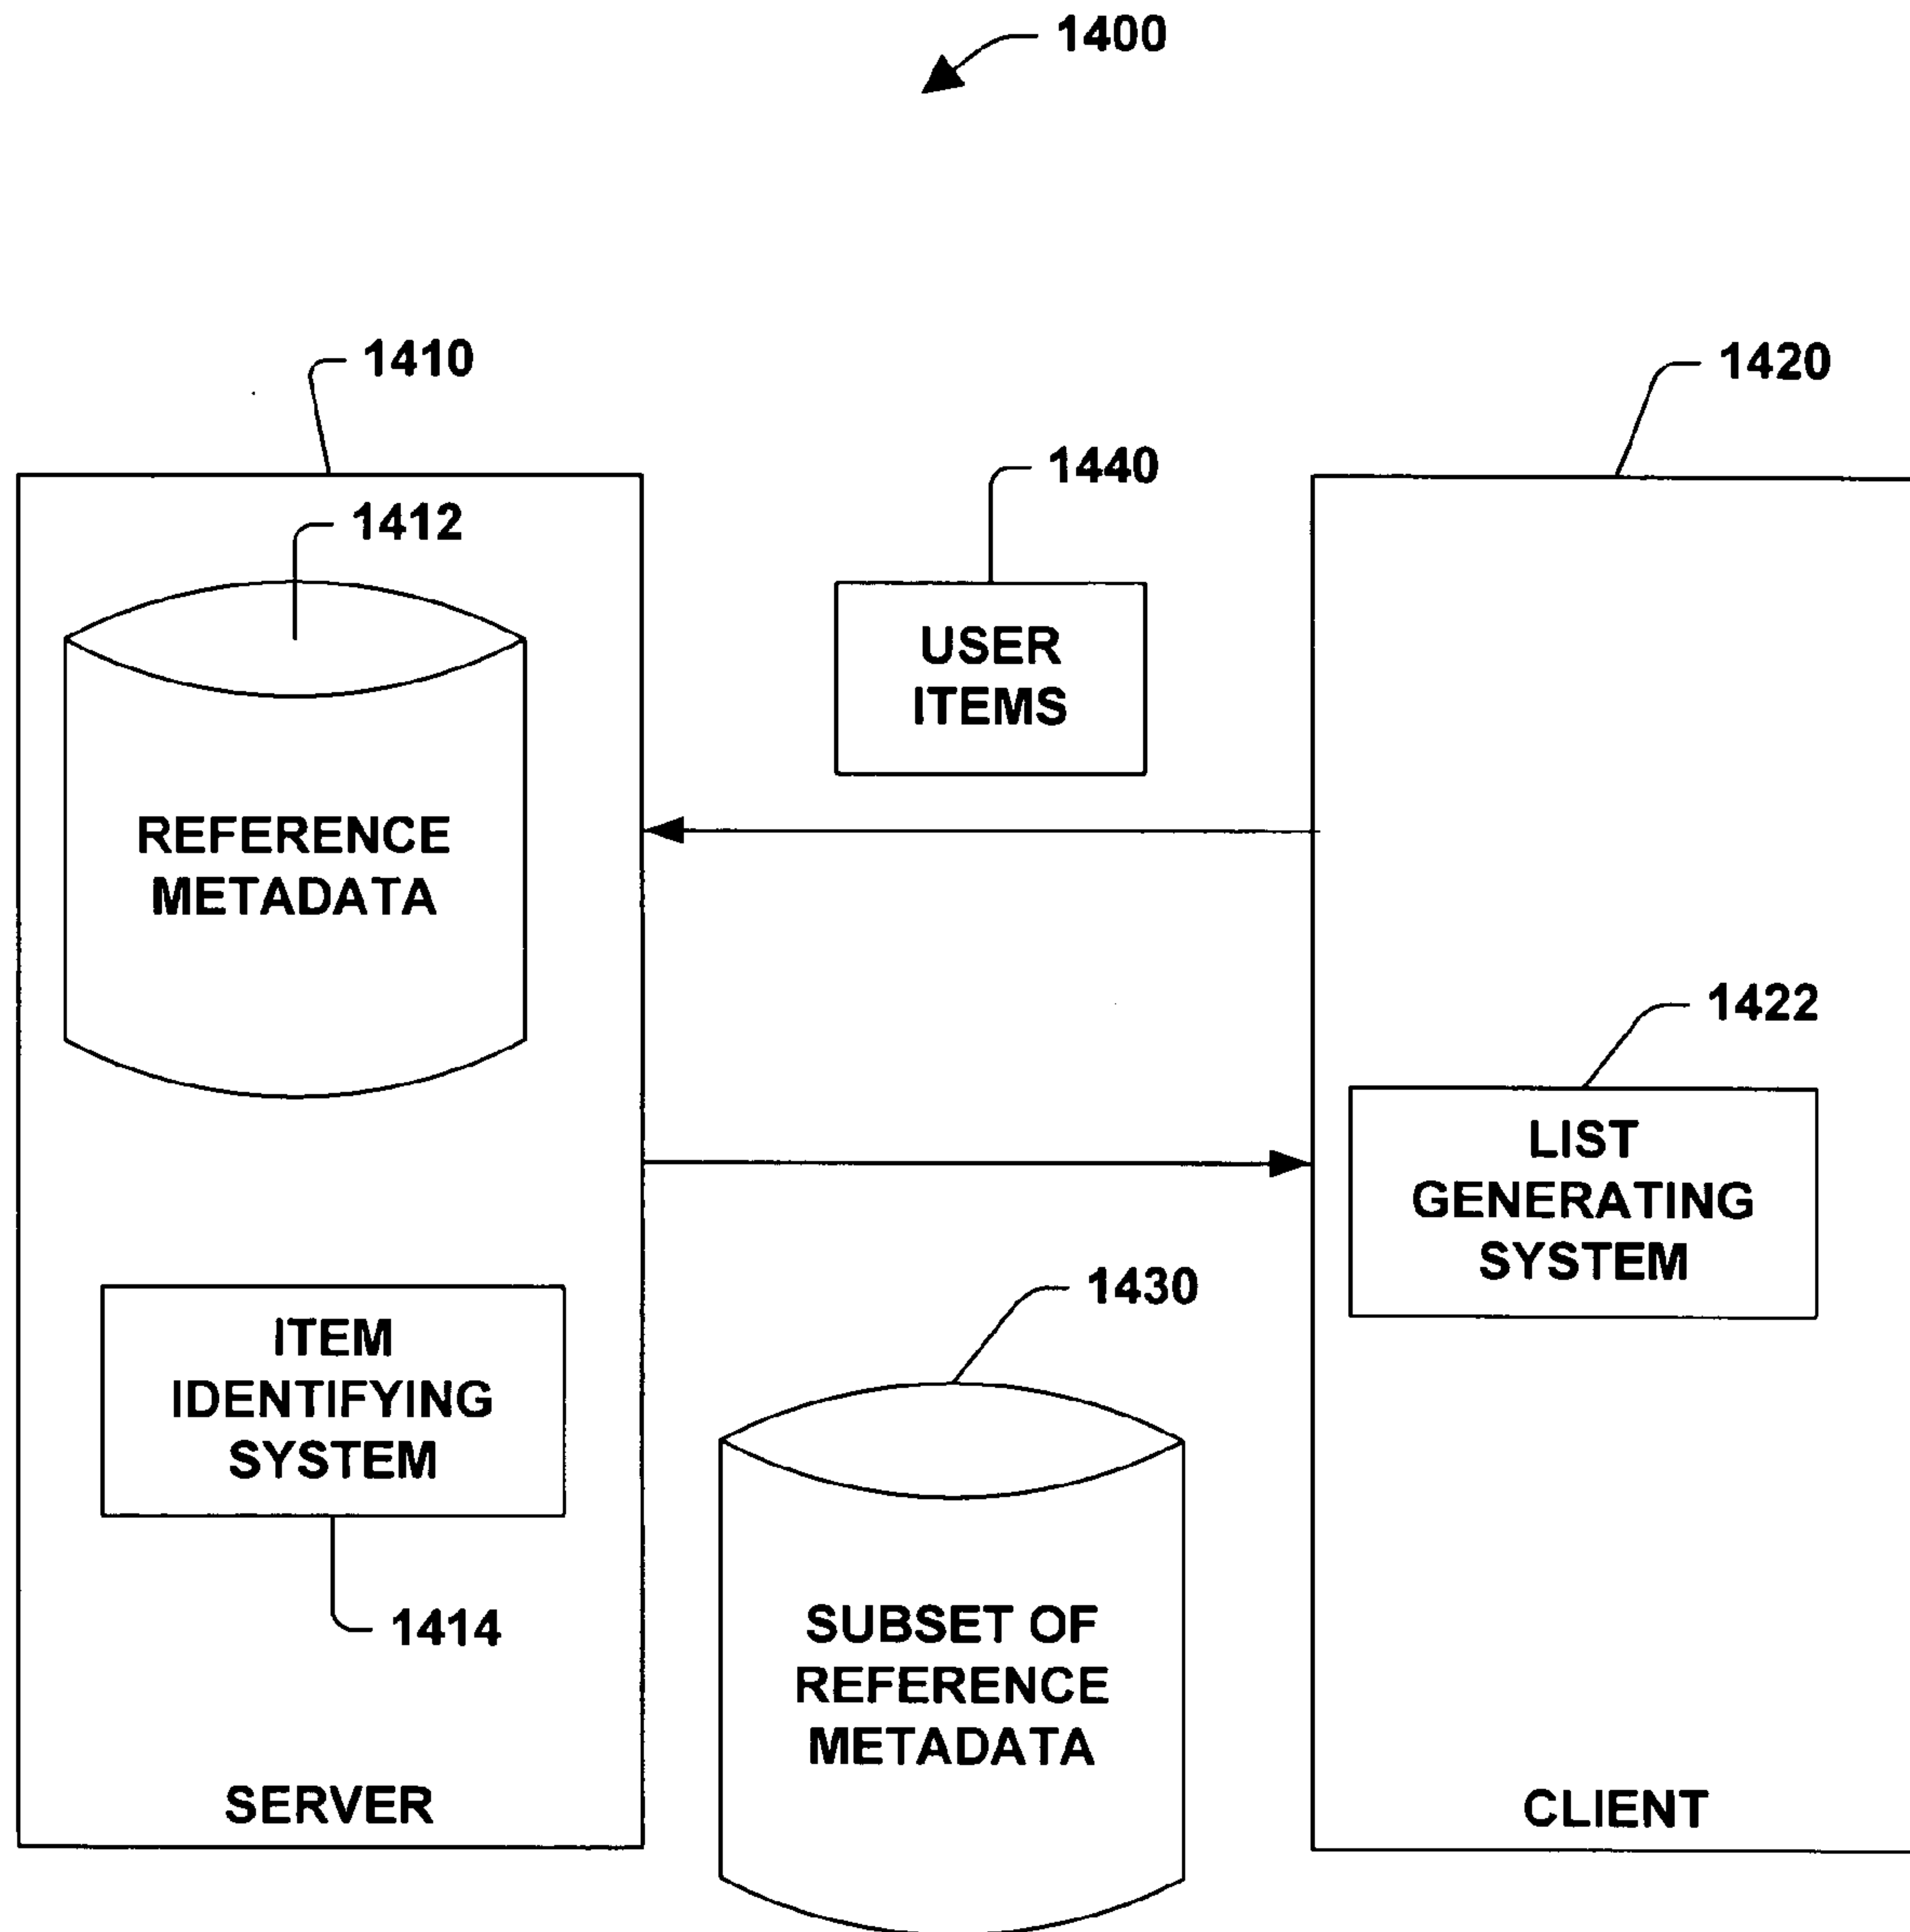 1400
1410
1420
1440
1412
USER
ITEMS
REFERENCE
METADATA
1422
LIST
GENERATING
SYSTEM
1430
ITEM
IDENTIFYING
SYSTEM
1414
SUBSET OF
REFERENCE
METADATA
SERVER
CLIENT